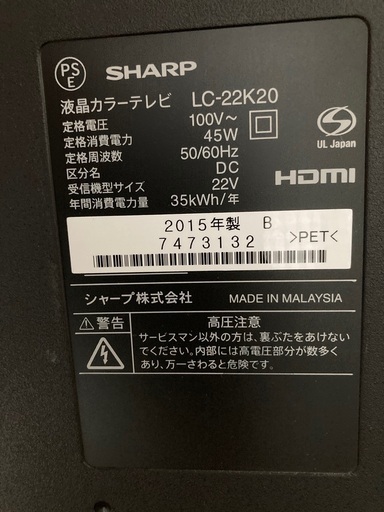 PS
E
SHARP
液晶カラーテレビ LC-22K20
定格電圧 100V～
定格消費電力 45W
定格周波数 50/60Hz
区分名 DC
受信機型サイズ 22V
年間消費電力量 35kWh/年
S
UL Japan
HDMI
2015年製 B
7473132
>PET<
シャープ株式会社 MADE IN MALAYSIA
警告 高圧注意
サービスマン以外の方は、裏ぶたをあけない
でください。内部には高電圧部分が数多く
あり、万一さわると危険です。